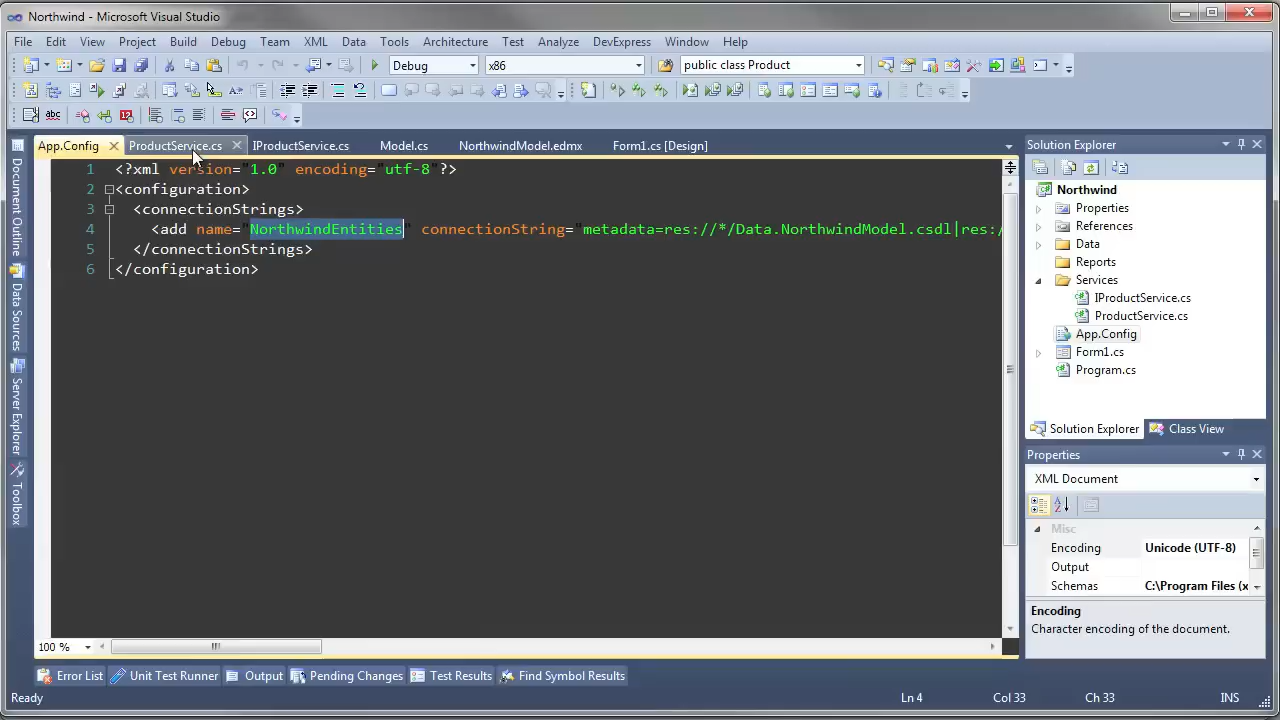 Northwind - Microsoft Visual Studio
File Edit View Project Build Debug Team XML Data Tools Architecture Test Analyze DevExpress Window Help
Debug x86 public class Product
App.Config ProductService.cs IProductService.cs Model.cs NorthwindModel.edmx Form1.cs [Design]
1 <?xml version="1.0" encoding="utf-8"?>
2 <configuration>
3 <connectionStrings>
4 <add name="NorthwindEntities" connectionString="metadata=res://*/Data.NorthwindModel.csdl|res:/
5 </connectionStrings>
6 </configuration>
Document Outline
Data Sources
Server Explorer
Toolbox
Solution Explorer
Northwind
Properties
References
Data
Reports
Services
IProductService.cs
ProductService.cs
App.Config
Form1.cs
Program.cs
Solution Explorer Class View
Properties
XML Document
Misc
Encoding Unicode (UTF-8)
Output
Schemas C:\Program Files (x
Encoding
Character encoding of the document.
100 %
Error List Unit Test Runner Output Pending Changes Test Results Find Symbol Results
Ready Ln 4 Col 33 Ch 33 INS